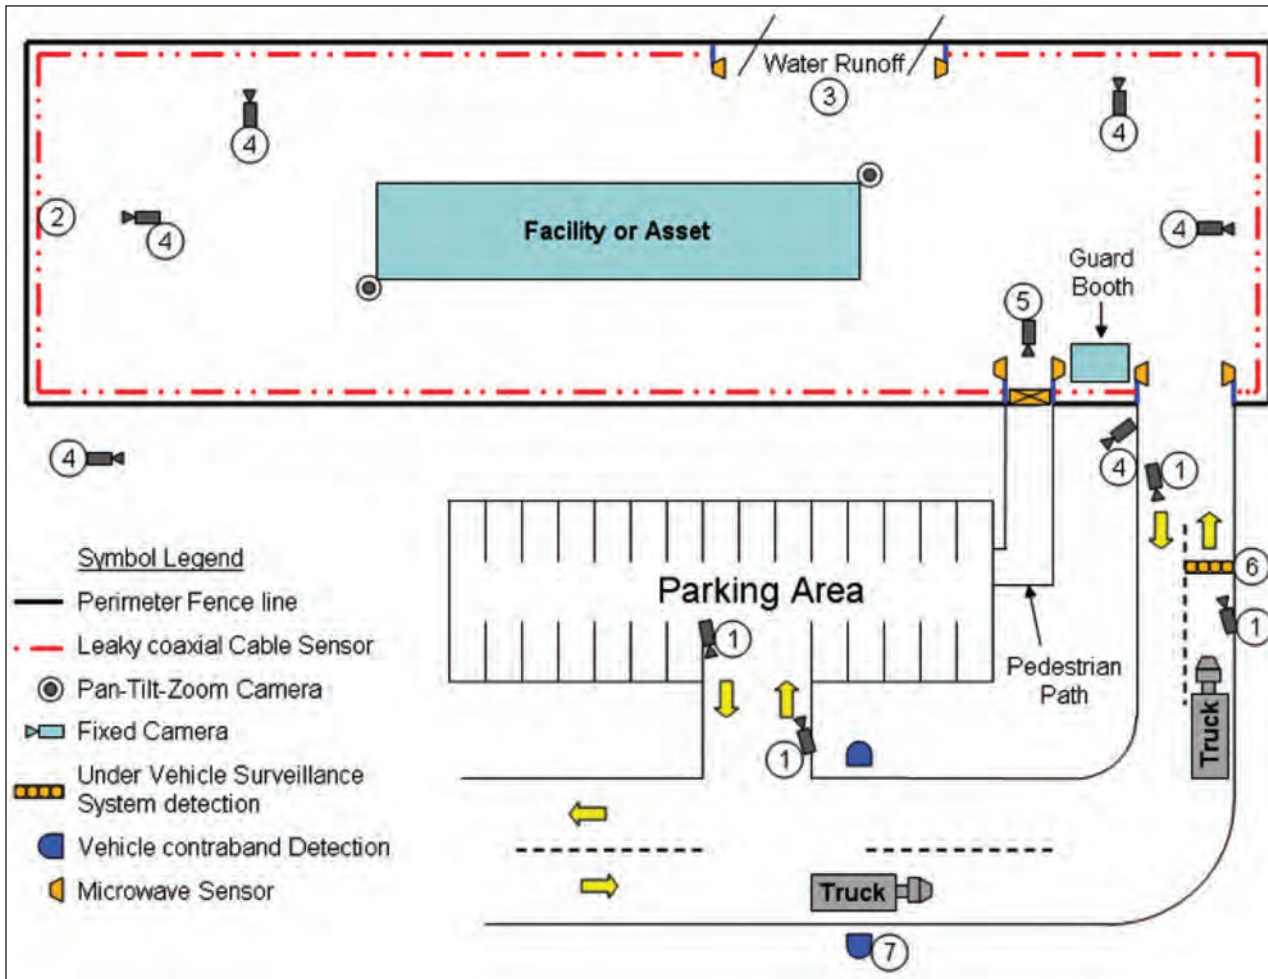 Water Runoff
3
4
4
2
4
Facility or Asset
4
Guard
Booth
5
4
4
1
Parking Area
6
1
1
Pedestrian
Path
Truck
1
Truck
7
Symbol Legend
Perimeter Fence line
Leaky coaxial Cable Sensor
Pan-Tilt-Zoom Camera
Fixed Camera
Under Vehicle Surveillance
System detection
Vehicle contraband Detection
Microwave Sensor